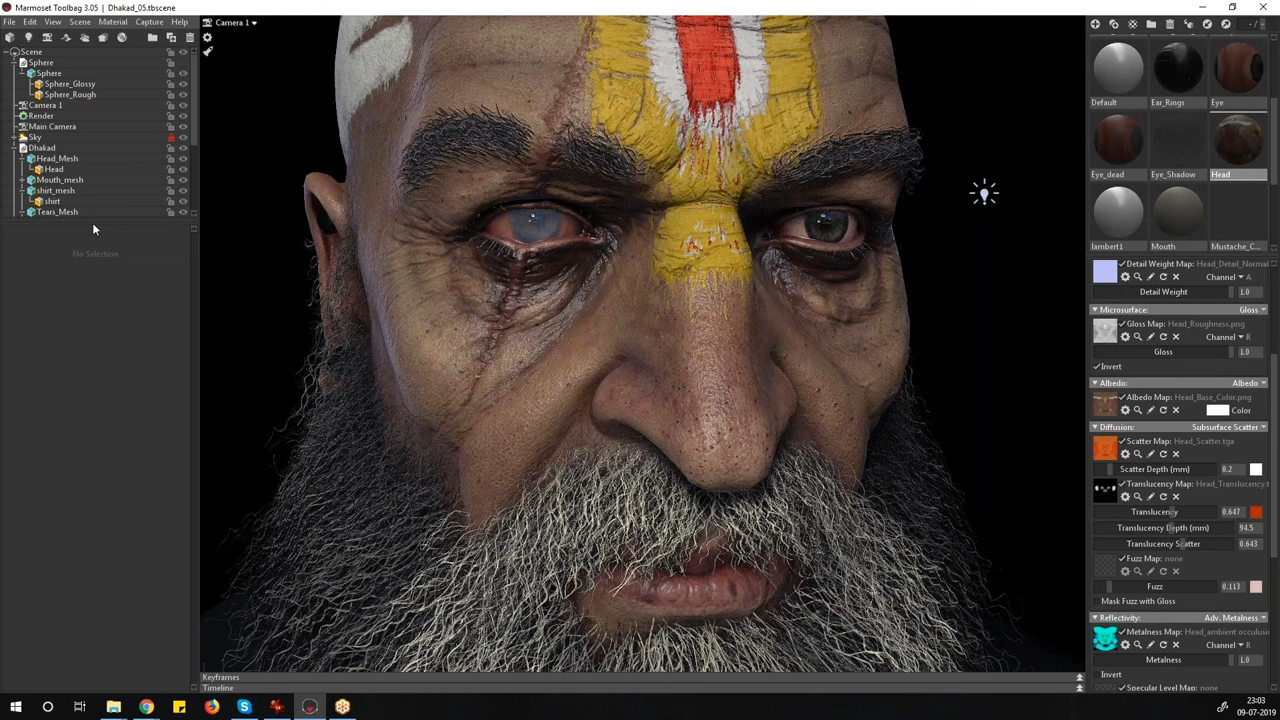 Marmoset Toolbag 3.05 | Dhakad_05.tbscene
File Edit View Scene Material Capture Help
Camera 1
Scene
Sphere
Sphere
Sphere_Glossy
Sphere_Rough
Camera 1
Render
Main Camera
Sky
Dhakad
Head_Mesh
Head
Mouth_mesh
shirt_mesh
shirt
Tears_Mesh
No Selection
Default Ear_Rings Eye
Eye_dead Eye_Shadow Head
lambert1 Mouth Mustache_C...
Detail Weight Map: Head_Detail_Normal
Channel A
Detail Weight 1.0
Microsurface: Gloss
Gloss Map: Head_Roughness.png
Channel R
Gloss 1.0
Invert
Albedo: Albedo
Albedo Map: Head_Base_Color.png
Color
Diffusion: Subsurface Scatter
Scatter Map: Head_Scatter.tga
Scatter Depth (mm) 0.2
Translucency Map: Head_Translucency.t
Translucency 0.647
Translucency Depth (mm) 94.5
Translucency Scatter 0.643
Fuzz Map: none
Fuzz 0.113
Mask Fuzz with Gloss
Reflectivity: Adv. Metalness
Metalness Map: Head_ambient occulusi
Channel R
Metalness 1.0
Invert
Specular Level Map: none
Keyframes
Timeline
23:03
09-07-2019